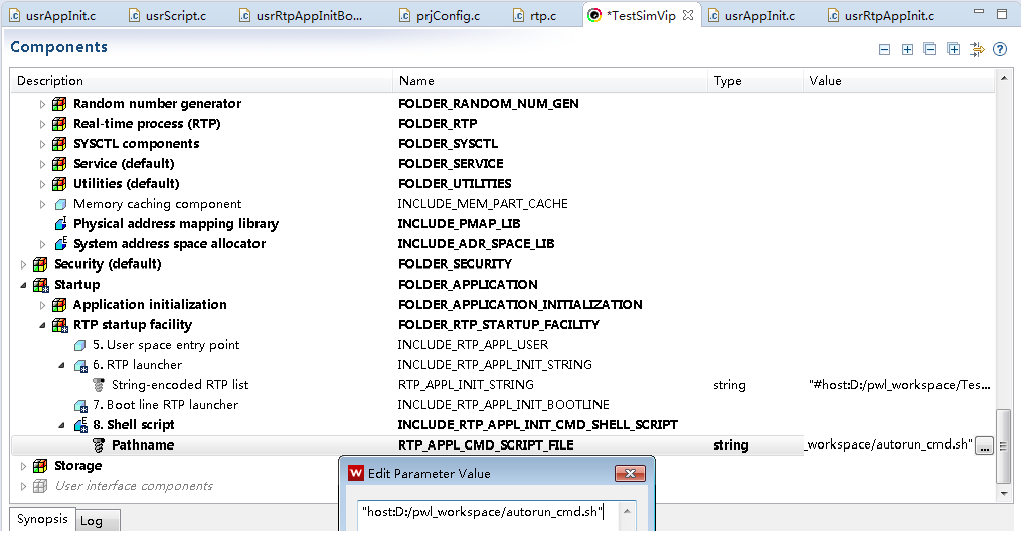 usrAppInit.c usrScript.c usrRtpAppInitBo... prjConfig.c rtp.c *TestSimVip usrAppInit.c usrRtpAppInit.c
Components
Description Name Type Value
Random number generator FOLDER_RANDOM_NUM_GEN
Real-time process (RTP) FOLDER_RTP
SYSCTL components FOLDER_SYSCTL
Service (default) FOLDER_SERVICE
Utilities (default) FOLDER_UTILITIES
Memory caching component INCLUDE_MEM_PART_CACHE
Physical address mapping library INCLUDE_PMAP_LIB
System address space allocator INCLUDE_ADR_SPACE_LIB
Security (default) FOLDER_SECURITY
Startup FOLDER_APPLICATION
Application initialization FOLDER_APPLICATION_INITIALIZATION
RTP startup facility FOLDER_RTP_STARTUP_FACILITY
5. User space entry point INCLUDE_RTP_APPL_USER
6. RTP launcher INCLUDE_RTP_APPL_INIT_STRING
String-encoded RTP list RTP_APPL_INIT_STRING string "#host:D:/pwl_workspace/Tes...
7. Boot line RTP launcher INCLUDE_RTP_APPL_INIT_BOOTLINE
8. Shell script INCLUDE_RTP_APPL_INIT_CMD_SHELL_SCRIPT
Pathname RTP_APPL_CMD_SCRIPT_FILE string _workspace/autorun_cmd.sh" ...
Storage FOLDER_STORAGE
User interface components
Edit Parameter Value
"host:D:/pwl_workspace/autorun_cmd.sh"
Synopsis Log